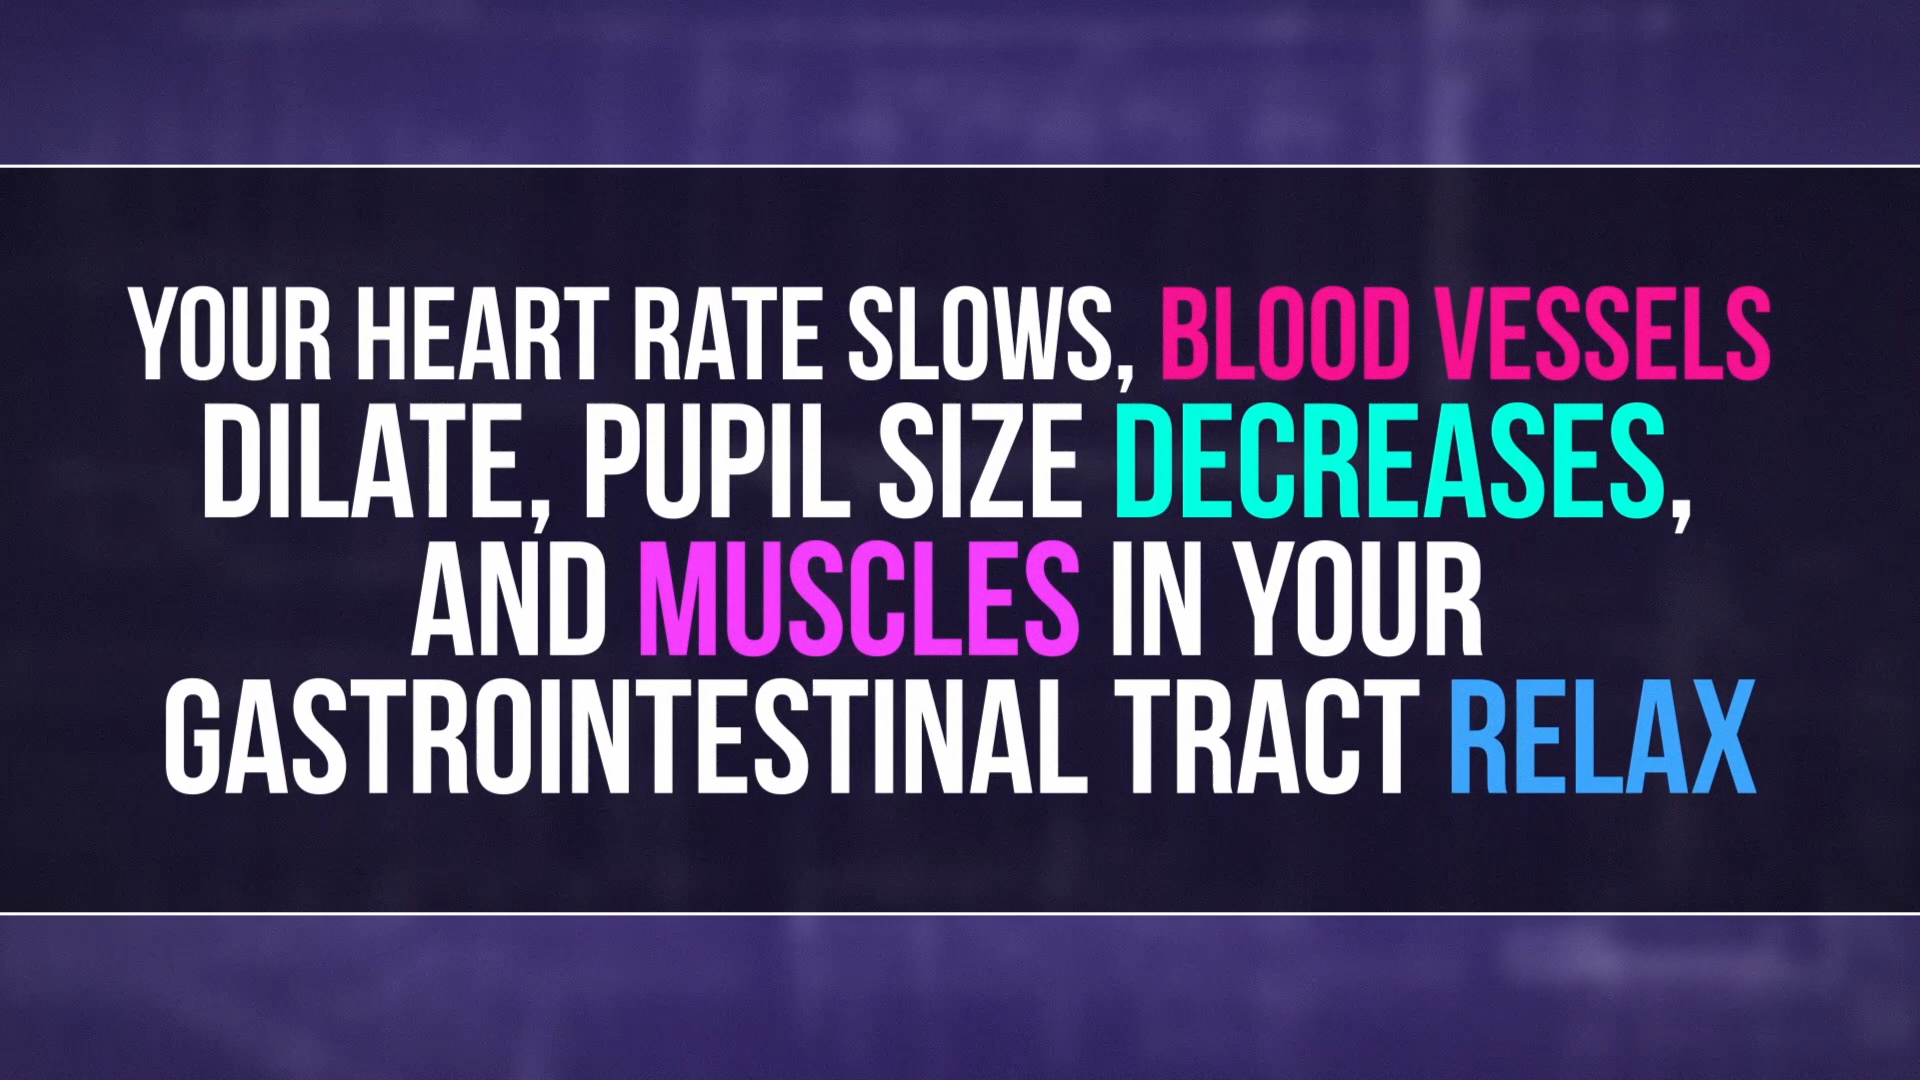 YOUR HEART RATE SLOWS, BLOOD VESSELS
DILATE, PUPIL SIZE DECREASES,
AND MUSCLES IN YOUR
GASTROINTESTINAL TRACT RELAX